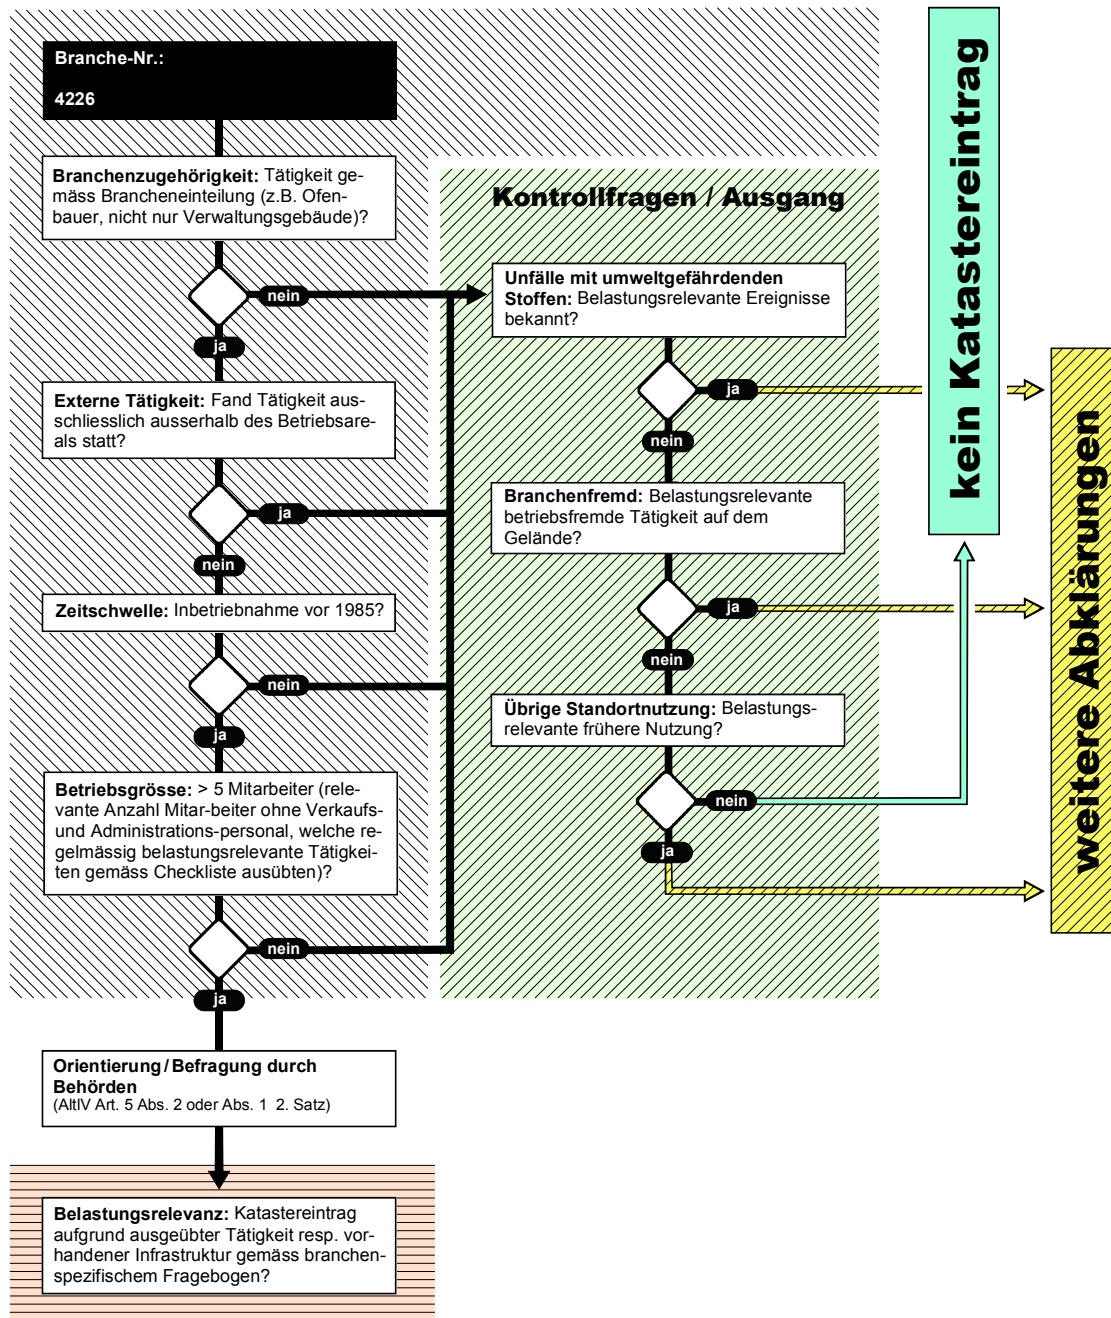 Branche-Nr.:
4226
Branchenzugehörigkeit: Tätigkeit ge-
mäss Brancheneinteilung (z.B. Ofen-
bauer, nicht nur Verwaltungsgebäude)?
nein
ja
Externe Tätigkeit: Fand Tätigkeit aus-
schliesslich ausserhalb des Betriebsare-
als statt?
ja
nein
Zeitschwelle: Inbetriebnahme vor 1985?
nein
ja
Betriebsgrösse: > 5 Mitarbeiter (rele-
vante Anzahl Mitar-beiter ohne Verkaufs-
und Administrations-personal, welche re-
gelmässig belastungsrelevante Tätigkei-
ten gemäss Checkliste ausübten)?
nein
ja
Orientierung/Befragung durch
Behörden
(AltlV Art. 5 Abs. 2 oder Abs. 1 2. Satz)
Belastungsrelevanz: Katastereintrag
aufgrund ausgeübter Tätigkeit resp. vor-
handener Infrastruktur gemäss branchen-
spezifischem Fragebogen?
Kontrollfragen / Ausgang
Unfälle mit umweltgefährdenden
Stoffen: Belastungsrelevante Ereignisse
bekannt?
ja
nein
Branchenfremd: Belastungsrelevante
betriebsfremde Tätigkeit auf dem
Gelände?
ja
nein
Übrige Standortnutzung: Belastungs-
relevante frühere Nutzung?
nein
ja
kein Katastereintrag
weitere Abklärungen